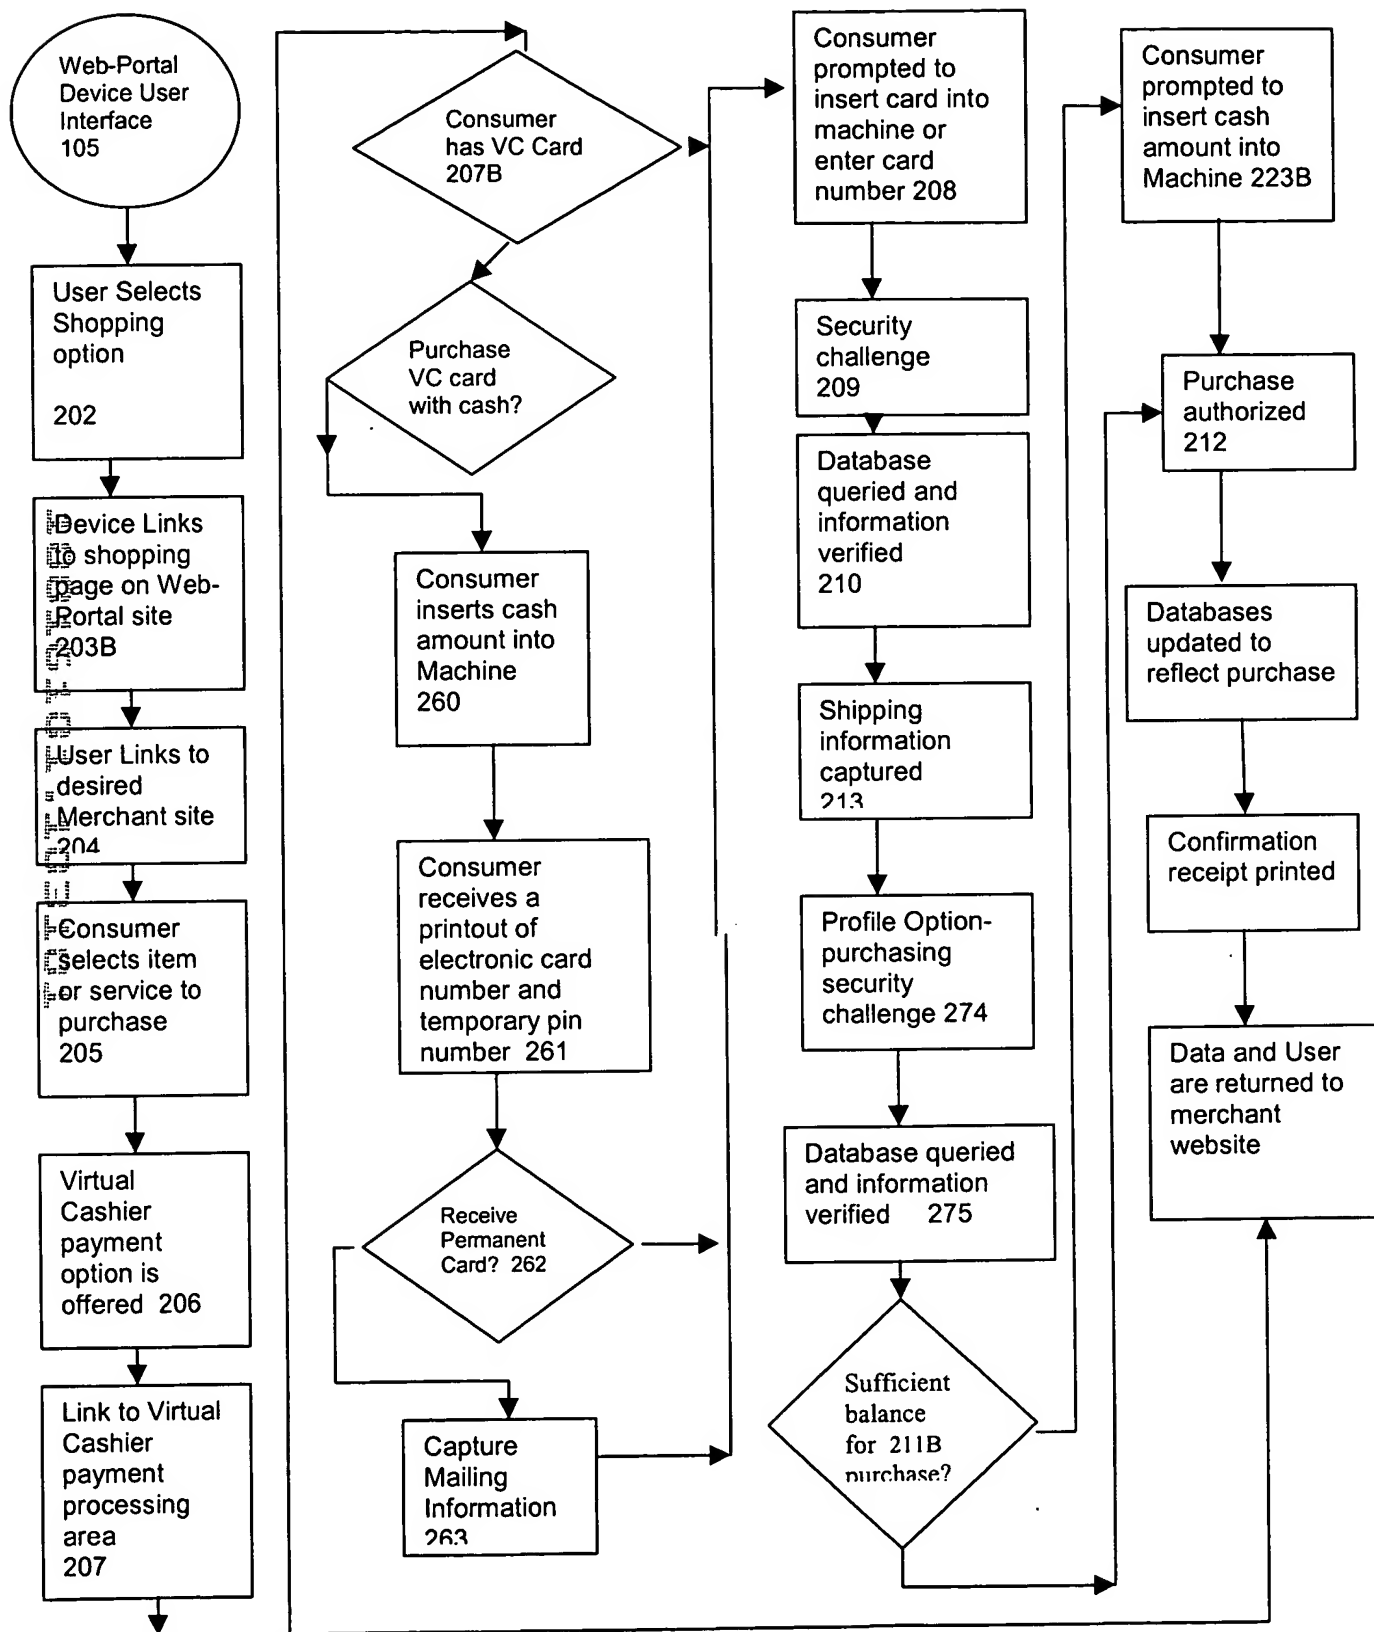 Web-Portal
Device User
Interface
105
User Selects
Shopping
option
202
Device Links
to shopping
page on Web-
Portal site
203B
User Links to
desired
Merchant site
204
Consumer
selects item
or service to
purchase
205
Virtual
Cashier
payment
option is
offered 206
Link to Virtual
Cashier
payment
processing
area
207
Consumer
has VC Card
207B
Purchase
VC card
with cash?
Consumer
inserts cash
amount into
Machine
260
Consumer
receives a
printout of
electronic card
number and
temporary pin
number 261
Receive
Permanent
Card? 262
Capture
Mailing
Information
263
Consumer
prompted to
insert card into
machine or
enter card
number 208
Security
challenge
209
Database
queried and
information
verified
210
Shipping
information
captured
213
Profile Option-
purchasing
security
challenge 274
Database queried
and information
verified 275
Sufficient
balance
for 211B
purchase?
Consumer
prompted to
insert cash
amount into
Machine 223B
Purchase
authorized
212
Databases
updated to
reflect purchase
Confirmation
receipt printed
Data and User
are returned to
merchant
website